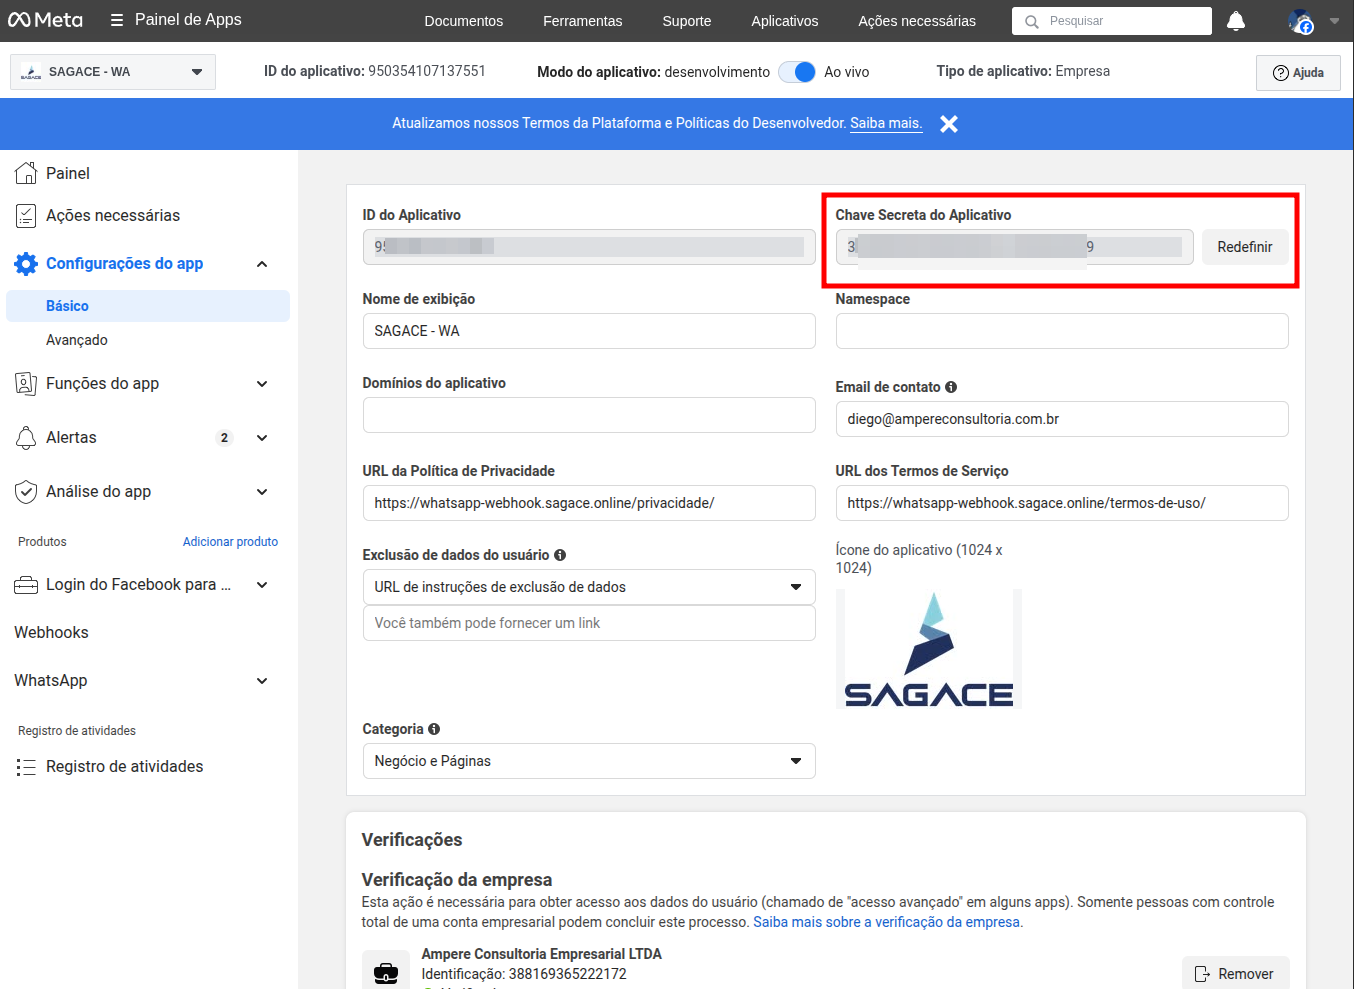 Meta
Painel de Apps
Documentos
Ferramentas
Suporte
Aplicativos
Ações necessárias
Pesquisar
SAGACE - WA
ID do aplicativo: 950354107137551
Modo do aplicativo: desenvolvimento
Ao vivo
Tipo de aplicativo: Empresa
Ajuda
Atualizamos nossos Termos da Plataforma e Políticas do Desenvolvedor. Saiba mais.
Painel
Ações necessárias
Configurações do app
Básico
Avançado
Funções do app
Alertas
2
Análise do app
Produtos
Adicionar produto
Login do Facebook para ...
Webhooks
WhatsApp
Registro de atividades
Registro de atividades
ID do Aplicativo
Chave Secreta do Aplicativo
Redefinir
Nome de exibição
SAGACE - WA
Namespace
Domínios do aplicativo
Email de contato
diego@ampereconsultoria.com.br
URL da Política de Privacidade
https://whatsapp-webhook.sagace.online/privacidade/
URL dos Termos de Serviço
https://whatsapp-webhook.sagace.online/termos-de-uso/
Exclusão de dados do usuário
URL de instruções de exclusão de dados
Você também pode fornecer um link
Ícone do aplicativo (1024 x
1024)
SAGACE
Categoria
Negócio e Páginas
Verificações
Verificação da empresa
Esta ação é necessária para obter acesso aos dados do usuário (chamado de "acesso avançado" em alguns apps). Somente pessoas com controle
total de uma conta empresarial podem concluir este processo. Saiba mais sobre a verificação da empresa.
Ampere Consultoria Empresarial LTDA
Identificação: 388169365222172
Remover